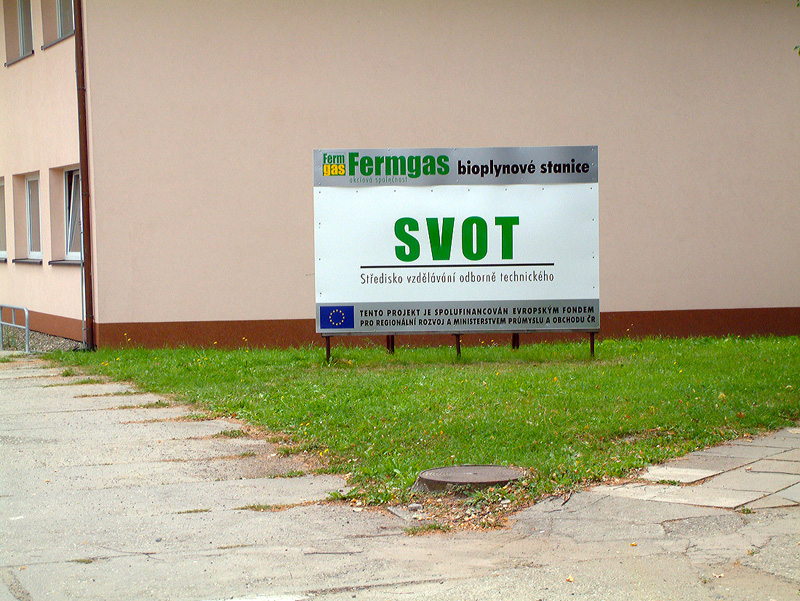 Ferm
gas
Fermgas bioplynové stanice
akciová společnost
SVOT
Středisko vzdělávání odborně technického
TENTO PROJEKT JE SPOLUFINANCOVÁN EVROPSKÝM FONDEM
PRO REGIONÁLNÍ ROZVOJ A MINISTERSTVEM PRŮMYSLU A OBCHODU ČR